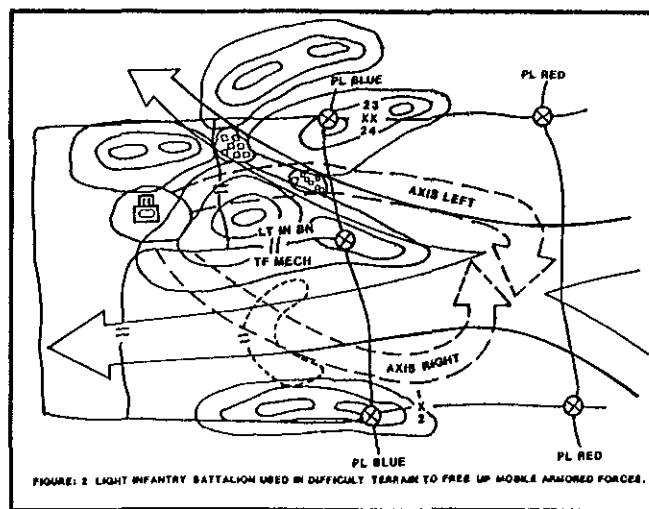 PL BLUE
PL RED
23
XX
24
AXIS LEFT
LT IN BN
TF MECH
AXIS RIGHT
X
2
PL BLUE
PL RED
FIGURE: 2 LIGHT INFANTRY BATTALION USED IN DIFFICULT TERRAIN TO FREE UP MOBILE ARMORED FORCES.